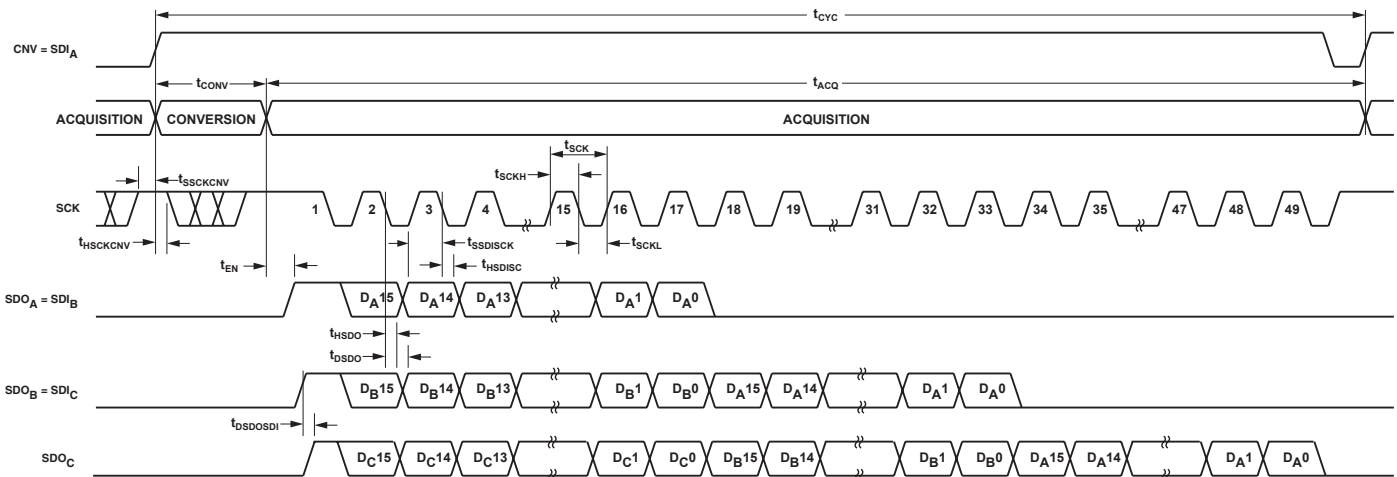 tCYC
CNV = SDIA
tCONV
tACQ
ACQUISITION CONVERSION ACQUISITION
tSCK
tSCKH
tSSCKCNV
SCK 1 2 3 4 15 16 17 18 19 31 32 33 34 35 47 48 49
tHSCKCNV
tSSDISCK
tSCKL
tEN
tHSDISC
SDOA = SDIB DA15 DA14 DA13 DA1 DA0
tHSDO
tDSDO
SDOB = SDIC DB15 DB14 DB13 DB1 DB0 DA15 DA14 DA1 DA0
tDSDOSDI
SDOC DC15 DC14 DC13 DC1 DC0 DB15 DB14 DB1 DB0 DA15 DA14 DA1 DA0